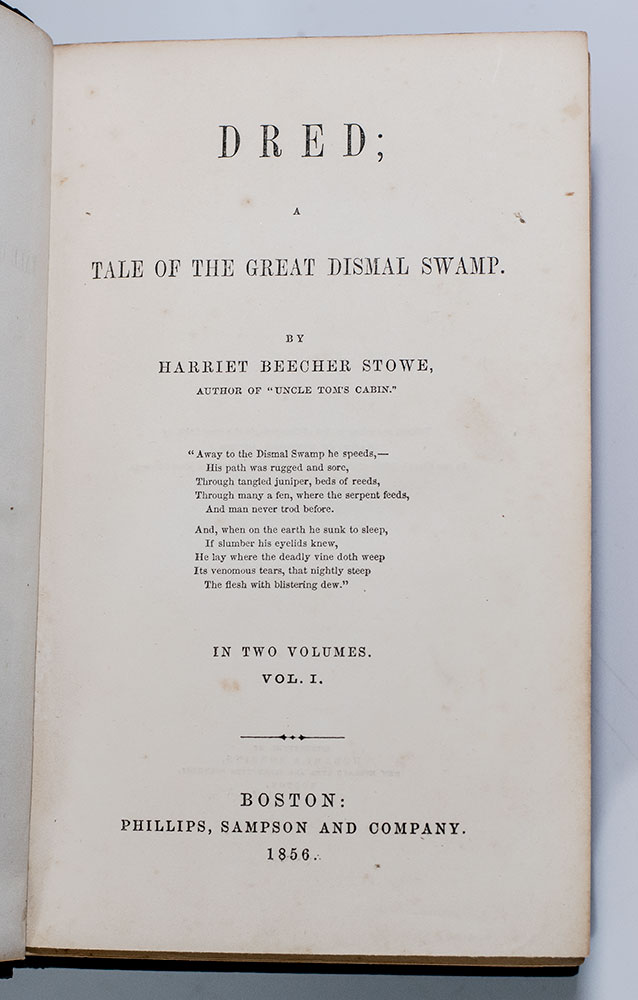 DRED;
A
TALE OF THE GREAT DISMAL SWAMP.
BY
HARRIET BEECHER STOWE,
AUTHOR OF "UNCLE TOM'S CABIN."
"Away to the Dismal Swamp he speeds,—
His path was rugged and sore,
Through tangled juniper, beds of reeds,
Through many a fen, where the serpent feeds,
And man never trod before.
And, when on the earth he sunk to sleep,
If slumber his eyelids knew,
He lay where the deadly vine doth weep
Its venomous tears, that nightly steep
The flesh with blistering dew."
IN TWO VOLUMES.
VOL. I.
BOSTON:
PHILLIPS, SAMPSON AND COMPANY.
1856.